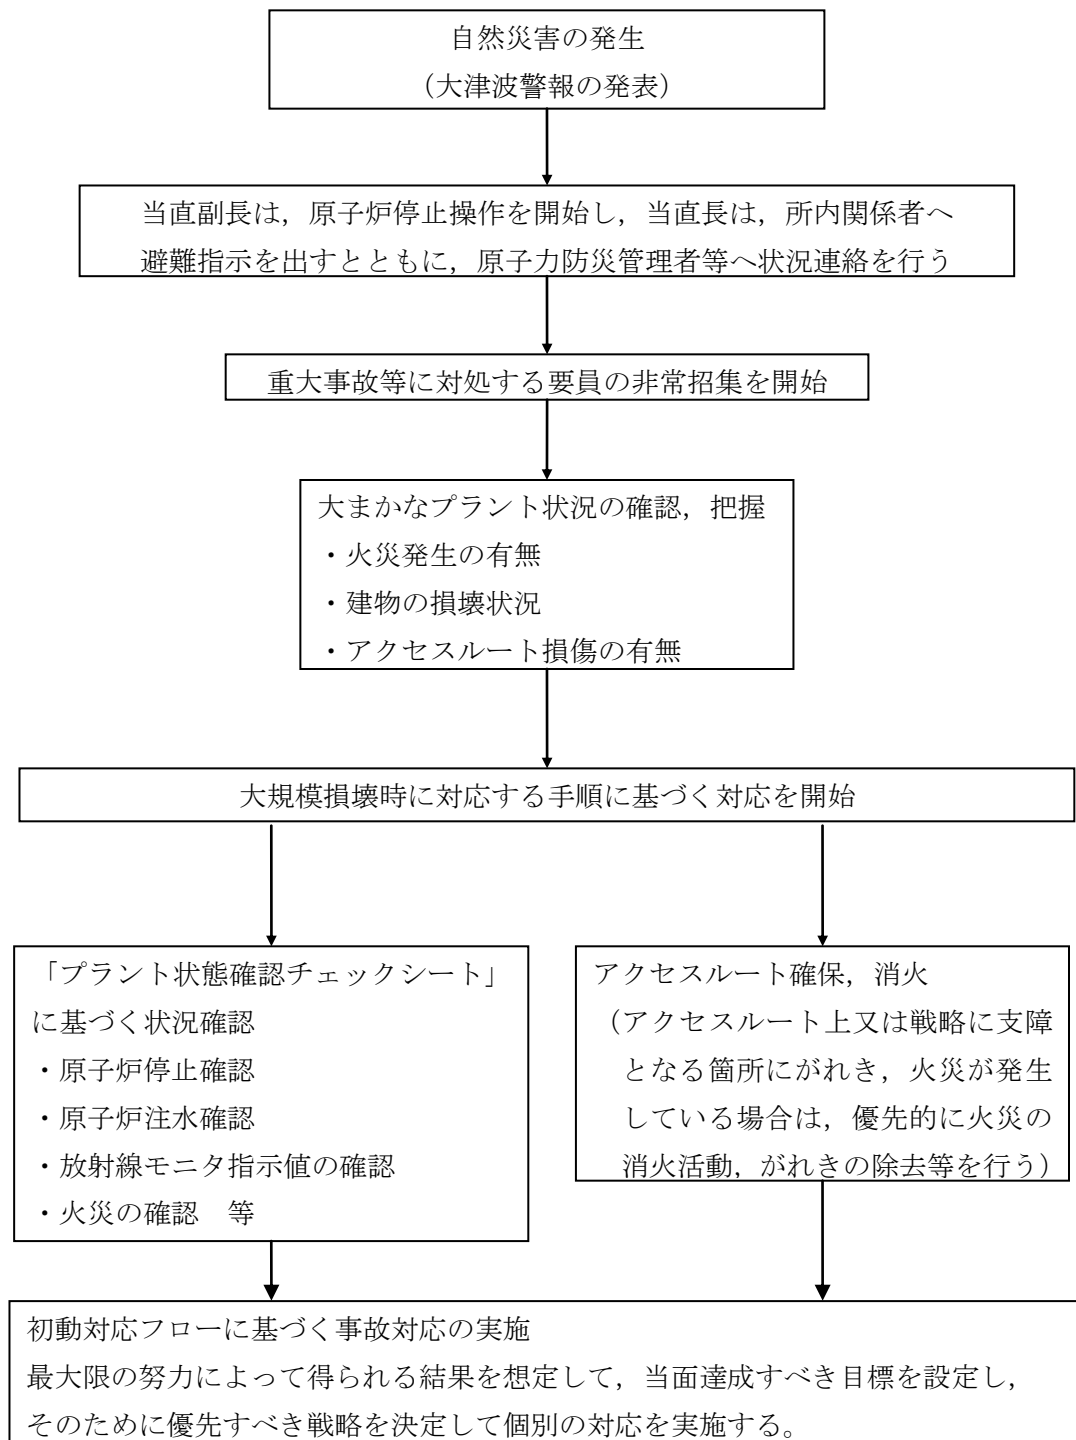 自然災害の発生
（大津波警報の発表）
当直副長は，原子炉停止操作を開始し，当直長は，所内関係者へ
避難指示を出すとともに，原子力防災管理者等へ状況連絡を行う
重大事故等に対処する要員の非常招集を開始
大まかなプラント状況の確認，把握
・火災発生の有無
・建物の損壊状況
・アクセスルート損傷の有無
大規模損壊時に対応する手順に基づく対応を開始
「プラント状態確認チェックシート」
に基づく状況確認
・原子炉停止確認
・原子炉注水確認
・放射線モニタ指示値の確認
・火災の確認　等
アクセスルート確保，消火
（アクセスルート上又は戦略に支障
となる箇所にがれき，火災が発生
している場合は，優先的に火災の
消火活動，がれきの除去等を行う）
初動対応フローに基づく事故対応の実施
最大限の努力によって得られる結果を想定して，当面達成すべき目標を設定し，
そのために優先すべき戦略を決定して個別の対応を実施する。